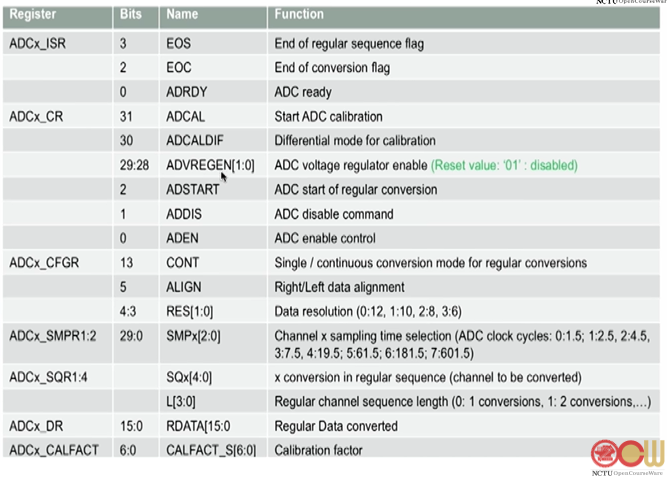 NCTU OpenCourseWare
Register Bits Name Function
ADCx_ISR 3 EOS End of regular sequence flag
2 EOC End of conversion flag
0 ADRDY ADC ready
ADCx_CR 31 ADCAL Start ADC calibration
30 ADCALDIF Differential mode for calibration
29:28 ADVREGEN[1:0] ADC voltage regulator enable (Reset value: '01' : disabled)
2 ADSTART ADC start of regular conversion
1 ADDIS ADC disable command
0 ADEN ADC enable control
ADCx_CFGR 13 CONT Single / continuous conversion mode for regular conversions
5 ALIGN Right/Left data alignment
4:3 RES[1:0] Data resolution (0:12, 1:10, 2:8, 3:6)
ADCx_SMPR1:2 29:0 SMPx[2:0] Channel x sampling time selection (ADC clock cycles: 0:1.5; 1:2.5, 2:4.5,
3:7.5, 4:19.5; 5:61.5; 6:181.5; 7:601.5)
ADCx_SQR1:4 SQx[4:0] x conversion in regular sequence (channel to be converted)
L[3:0] Regular channel sequence length (0: 1 conversions, 1: 2 conversions,...)
ADCx_DR 15:0 RDATA[15:0 Regular Data converted
ADCx_CALFACT 6:0 CALFACT_S[6:0] Calibration factor
OCW
NCTU OpenCourseWare